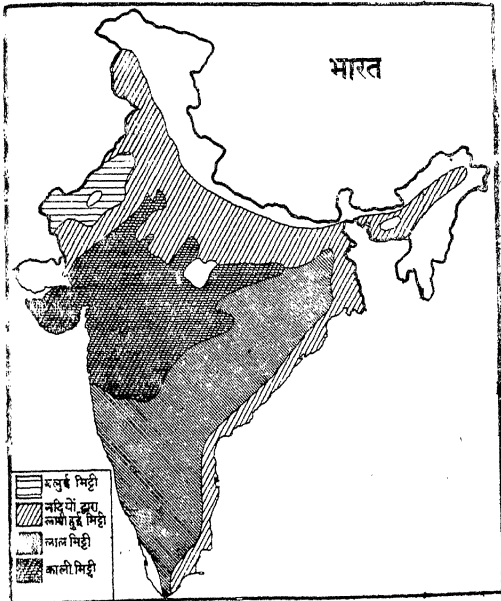 भारत
बलुई मिट्टी
नदियों द्वारा
लायी हुई मिट्टी
लाल मिट्टी
काली मिट्टी